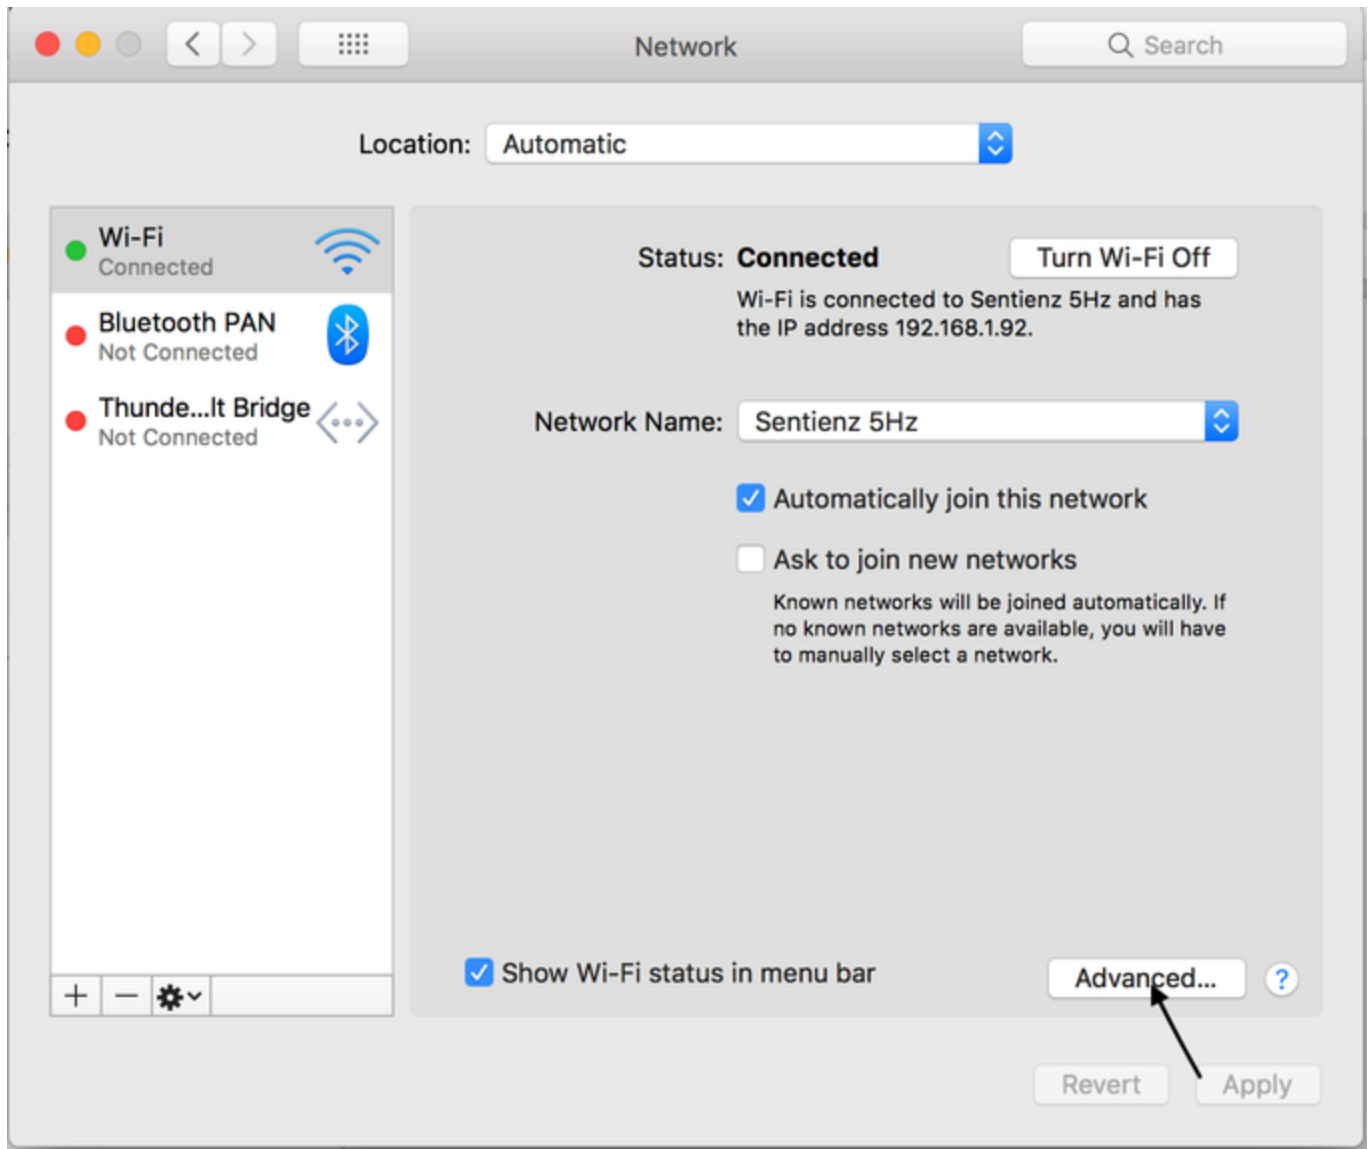 Network
Search
Location: Automatic
Wi-Fi
Connected
Bluetooth PAN
Not Connected
Thunde...lt Bridge
Not Connected
Status: Connected
Turn Wi-Fi Off
Wi-Fi is connected to Sentienz 5Hz and has
the IP address 192.168.1.92.
Network Name: Sentienz 5Hz
Automatically join this network
Ask to join new networks
Known networks will be joined automatically. If
no known networks are available, you will have
to manually select a network.
Show Wi-Fi status in menu bar
Advanced...
?
Revert
Apply